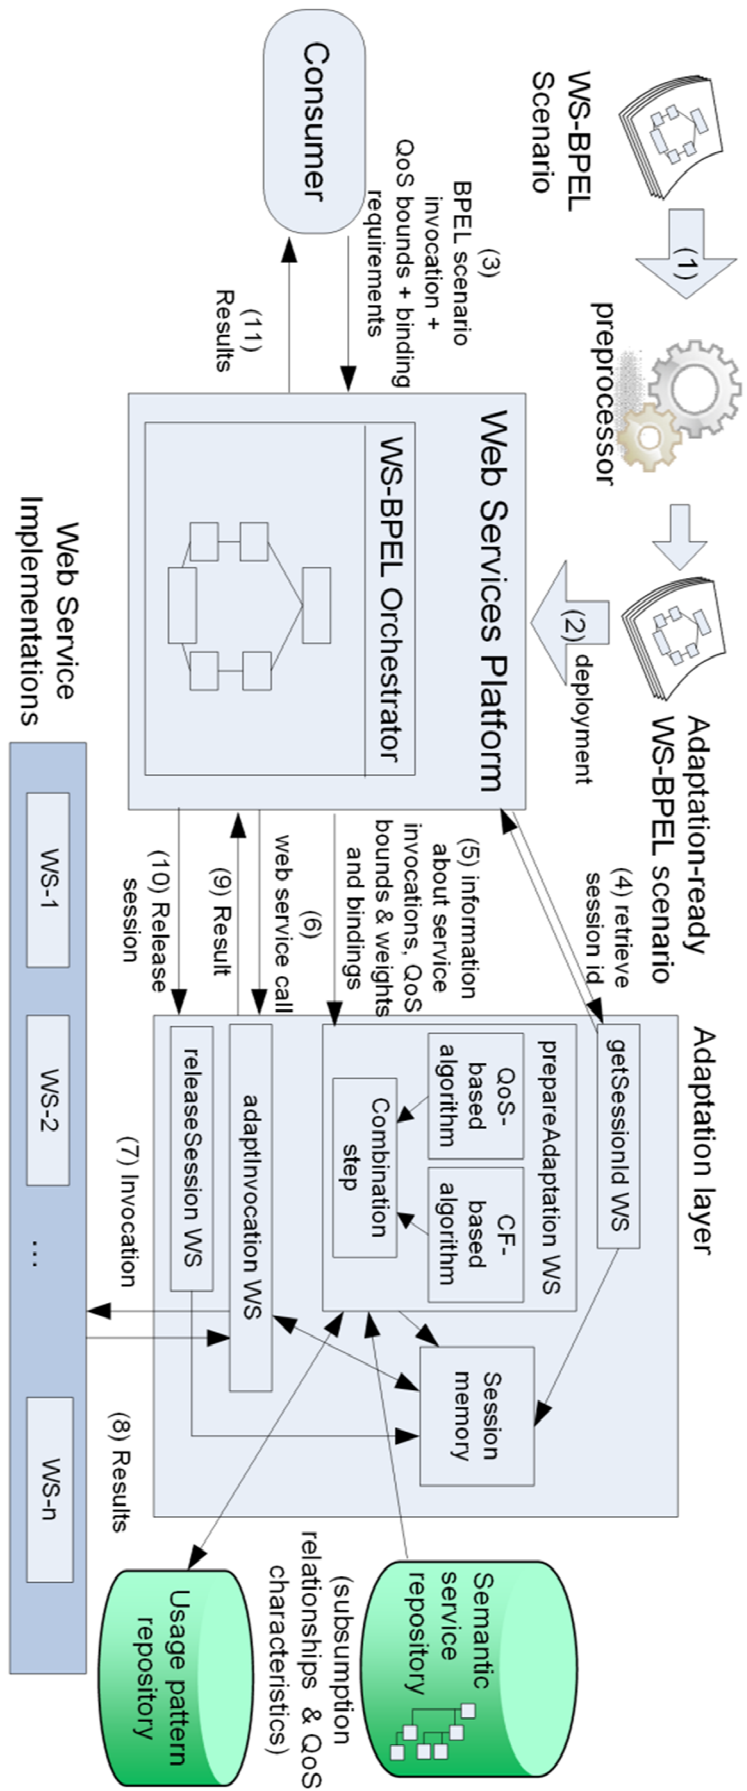 WS-BPEL
Scenario
(1)
preprocessor
Adaptation-ready
WS-BPEL scenario
(2)
deployment
Consumer
(3)
BPEL scenario
invocation +
QoS bounds + binding
requirements
(11)
Results
Web Services Platform
WS-BPEL Orchestrator
(4) retrieve
session id
(5) information
about service
invocations, QoS
bounds & weights
and bindings
(6)
web service call
(9) Result
(10) Release
session
Adaptation layer
getSessionId WS
prepareAdaptation WS
QoS-
based
algorithm
CF-
based
algorithm
Combination
step
adaptInvocation WS
releaseSession WS
Session
memory
Semantic
service
repository
(subsumption
relationships & QoS
characteristics)
Usage pattern
repository
(7) Invocation
(8) Results
Web Service
Implementations
WS-1
WS-2
...
WS-n